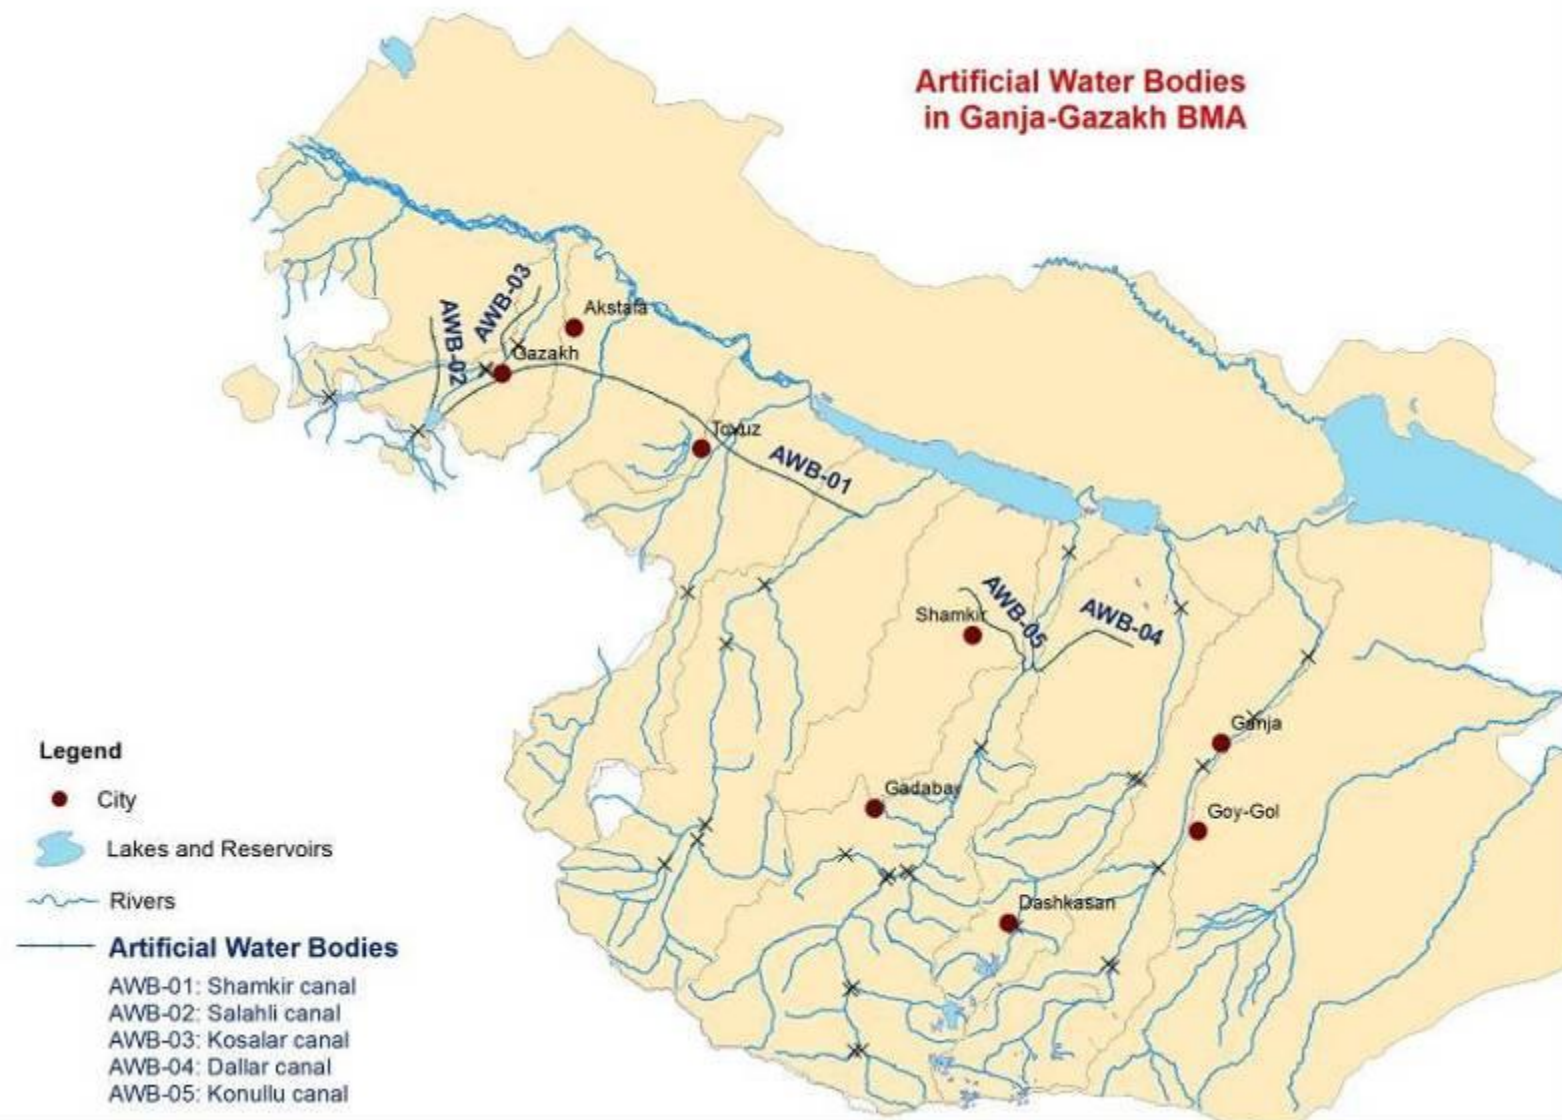 Artificial Water Bodies
in Ganja-Gazakh BMA
AWB-03
AWB-02
Akstafa
Gazakh
Tovuz
AWB-01
AWB-05
AWB-04
Shamkir
Ganja
Gadabay
Goy-Gol
Dashkasan
Legend
City
Lakes and Reservoirs
Rivers
Artificial Water Bodies
AWB-01: Shamkir canal
AWB-02: Salahli canal
AWB-03: Kosalar canal
AWB-04: Dallar canal
AWB-05: Konullu canal